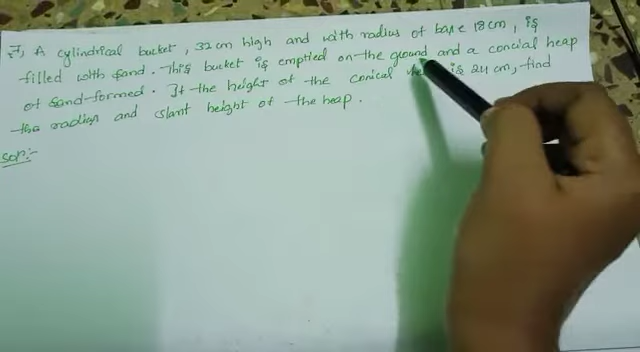 7, A cylindrical bucket, 32 cm high and with radius of base 18 cm, is
filled with sand. This bucket is emptied on the ground and a concial heap
of sand formed. If the height of the conical is 24 cm, find
the radius and slant height of the heap.
Sol:-